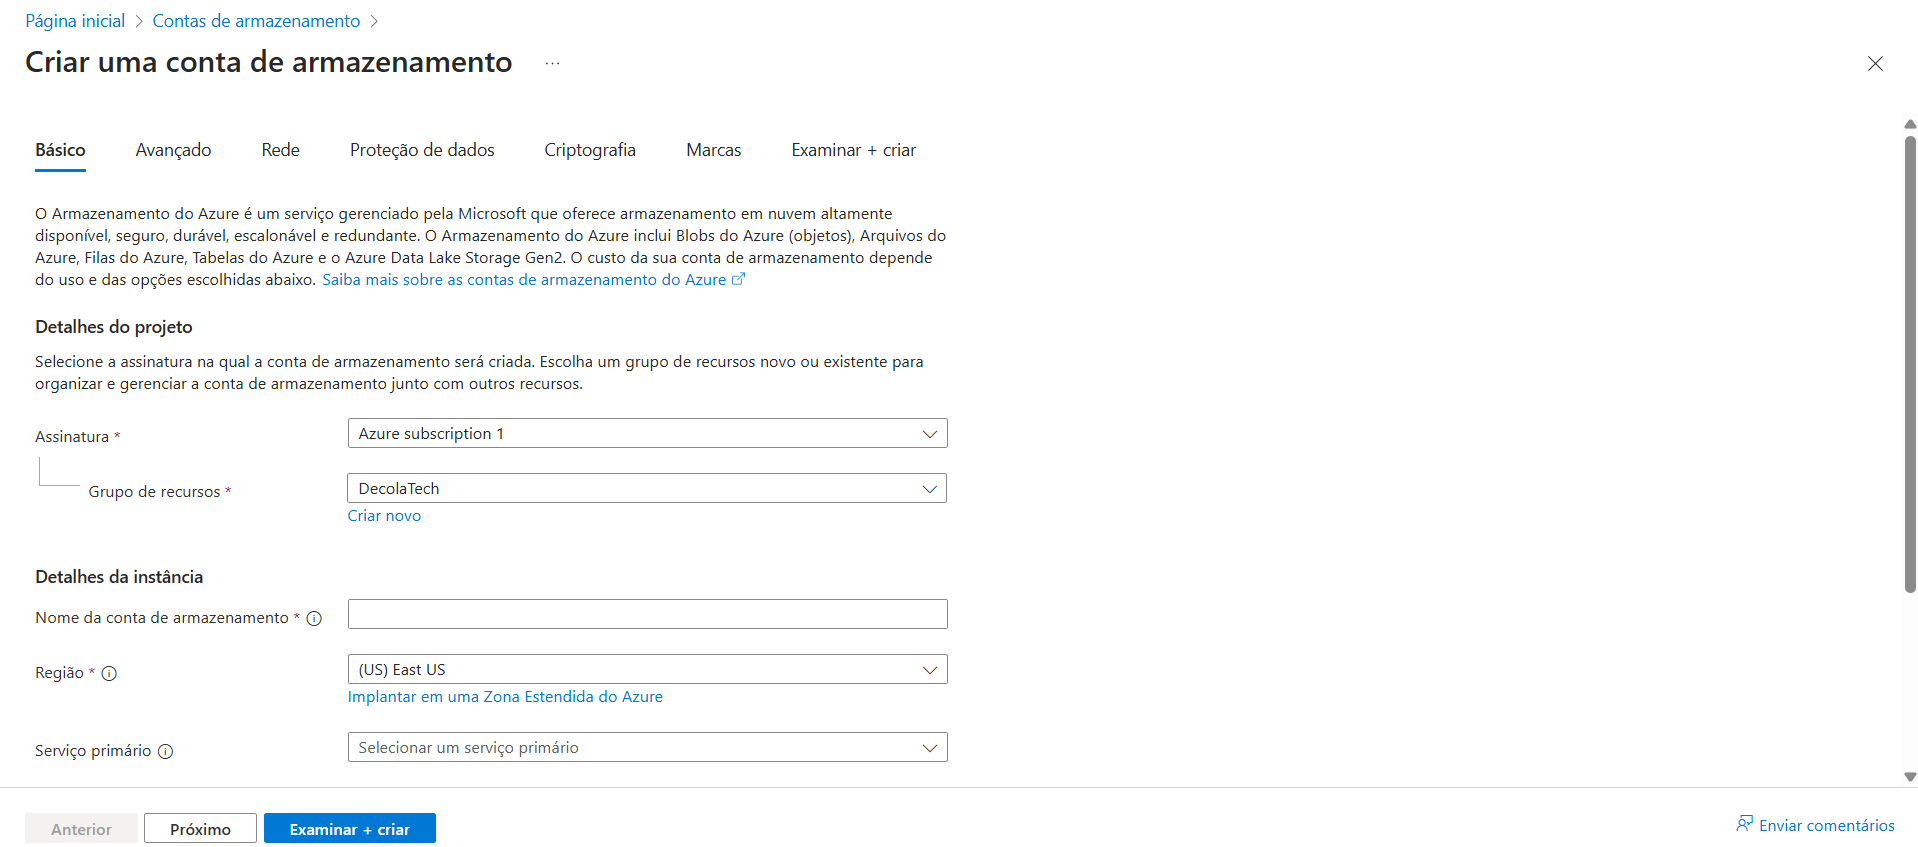 Página inicial > Contas de armazenamento >
Criar uma conta de armazenamento ...
Básico Avançado Rede Proteção de dados Criptografia Marcas Examinar + criar
O Armazenamento do Azure é um serviço gerenciado pela Microsoft que oferece armazenamento em nuvem altamente
disponível, seguro, durável, escalonável e redundante. O Armazenamento do Azure inclui Blobs do Azure (objetos), Arquivos do
Azure, Filas do Azure, Tabelas do Azure e o Azure Data Lake Storage Gen2. O custo da sua conta de armazenamento depende
do uso e das opções escolhidas abaixo. Saiba mais sobre as contas de armazenamento do Azure
Detalhes do projeto
Selecione a assinatura na qual a conta de armazenamento será criada. Escolha um grupo de recursos novo ou existente para
organizar e gerenciar a conta de armazenamento junto com outros recursos.
Assinatura * Azure subscription 1
Grupo de recursos * DecolaTech
Criar novo
Detalhes da instância
Nome da conta de armazenamento *
Região * (US) East US
Implantar em uma Zona Estendida do Azure
Serviço primário Selecionar um serviço primário
Anterior Próximo Examinar + criar Enviar comentários